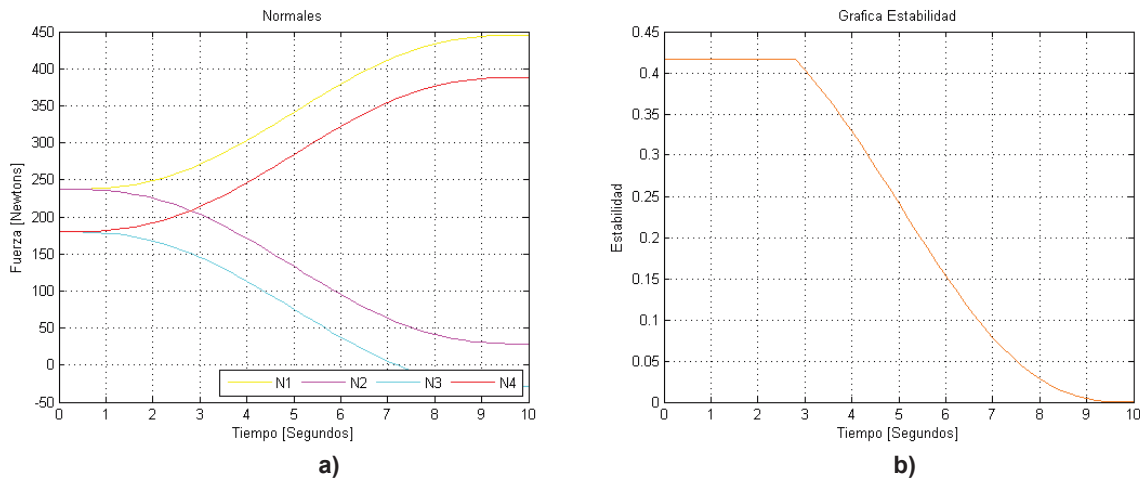 Normales
450
400
350
300
250
200
150
100
50
0
-50
Fuerza [Newtons]
N1 N2 N3 N4
0 1 2 3 4 5 6 7 8 9 10
Tiempo [Segundos]
a)
Grafica Estabilidad
0.45
0.4
0.35
0.3
0.25
0.2
0.15
0.1
0.05
0
Estabilidad
0 1 2 3 4 5 6 7 8 9 10
Tiempo [Segundos]
b)